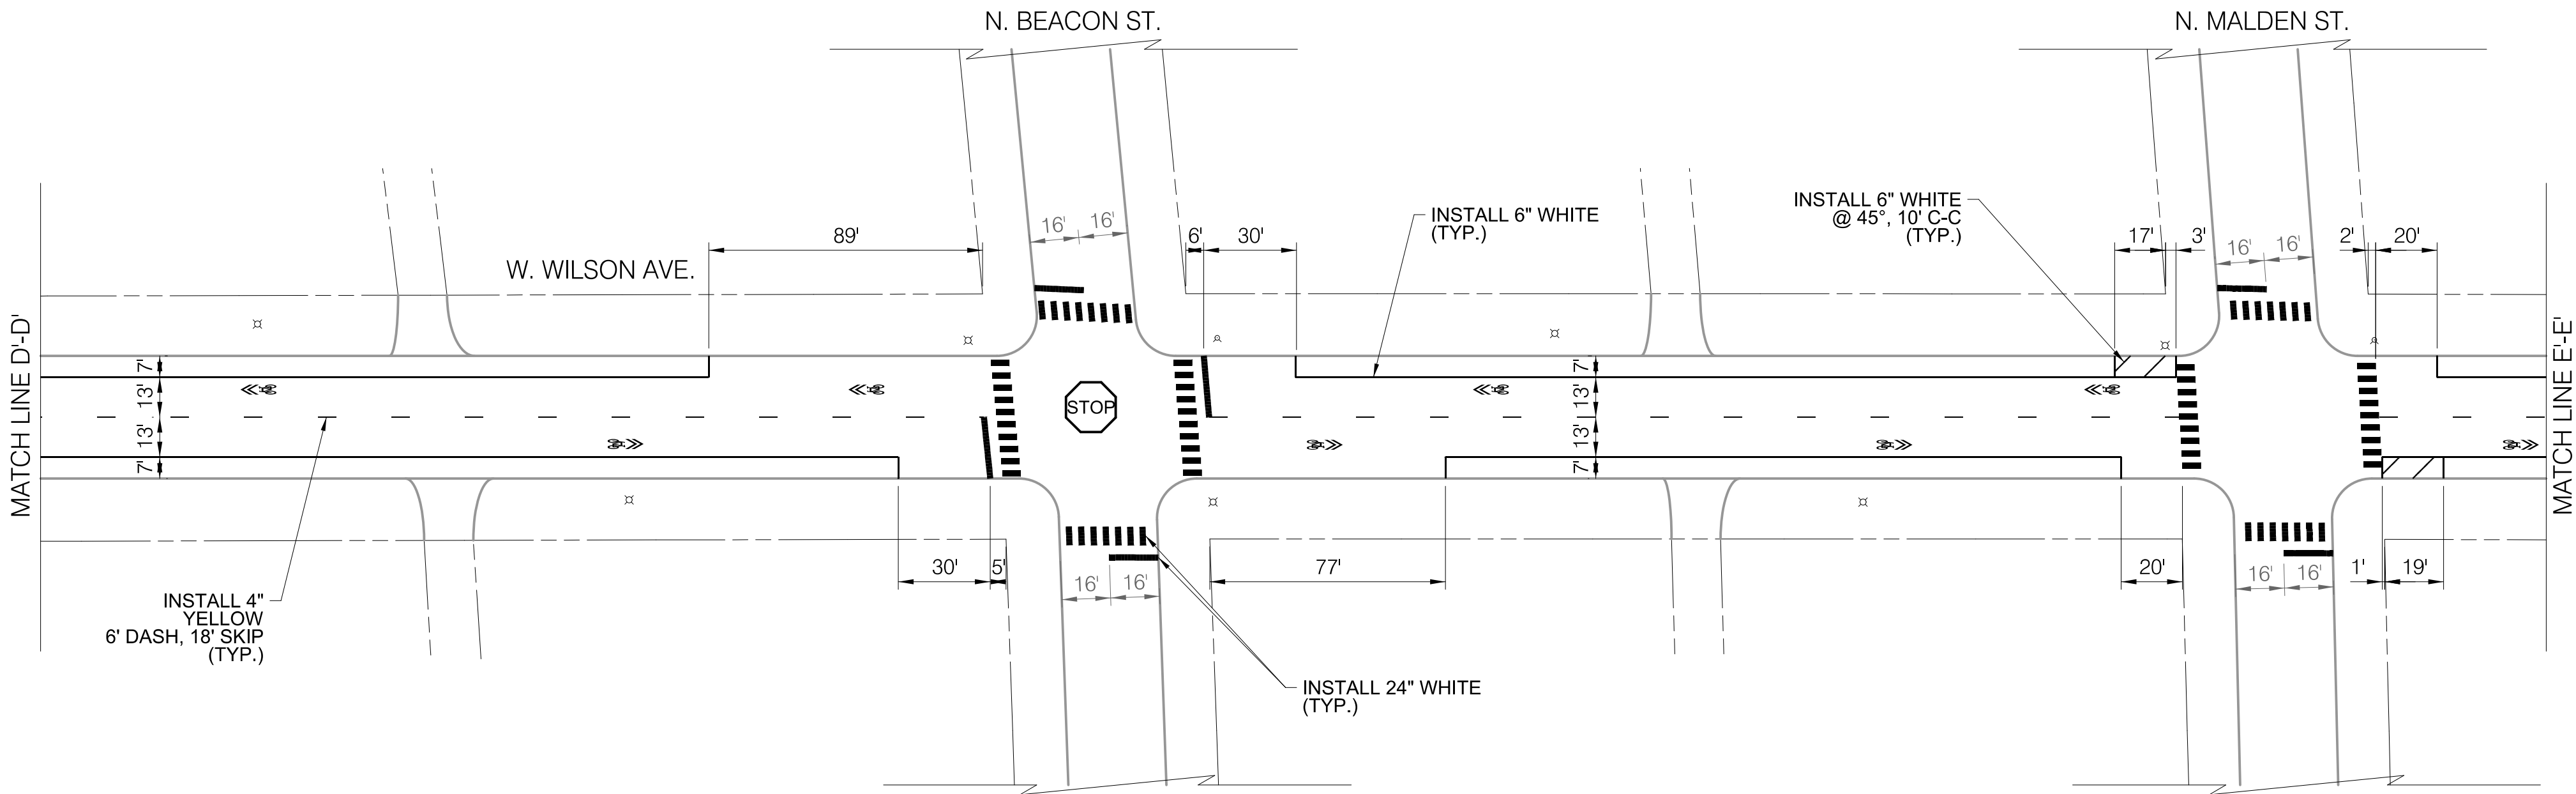 N. BEACON ST.
N. MALDEN ST.
16' 16'
INSTALL 6" WHITE
(TYP.)
INSTALL 6" WHITE
@ 45°, 10' C-C
(TYP.)
89'
6' 30'
17' 3'
16' 16'
2' 20'
W. WILSON AVE.
MATCH LINE D'-D'
7'
13'
13'
7'
STOP
7'
13'
13'
7'
MATCH LINE E'-E'
30' 5'
16' 16'
77'
20'
16' 16'
1' 19'
INSTALL 4"
YELLOW
6' DASH, 18' SKIP
(TYP.)
INSTALL 24" WHITE
(TYP.)